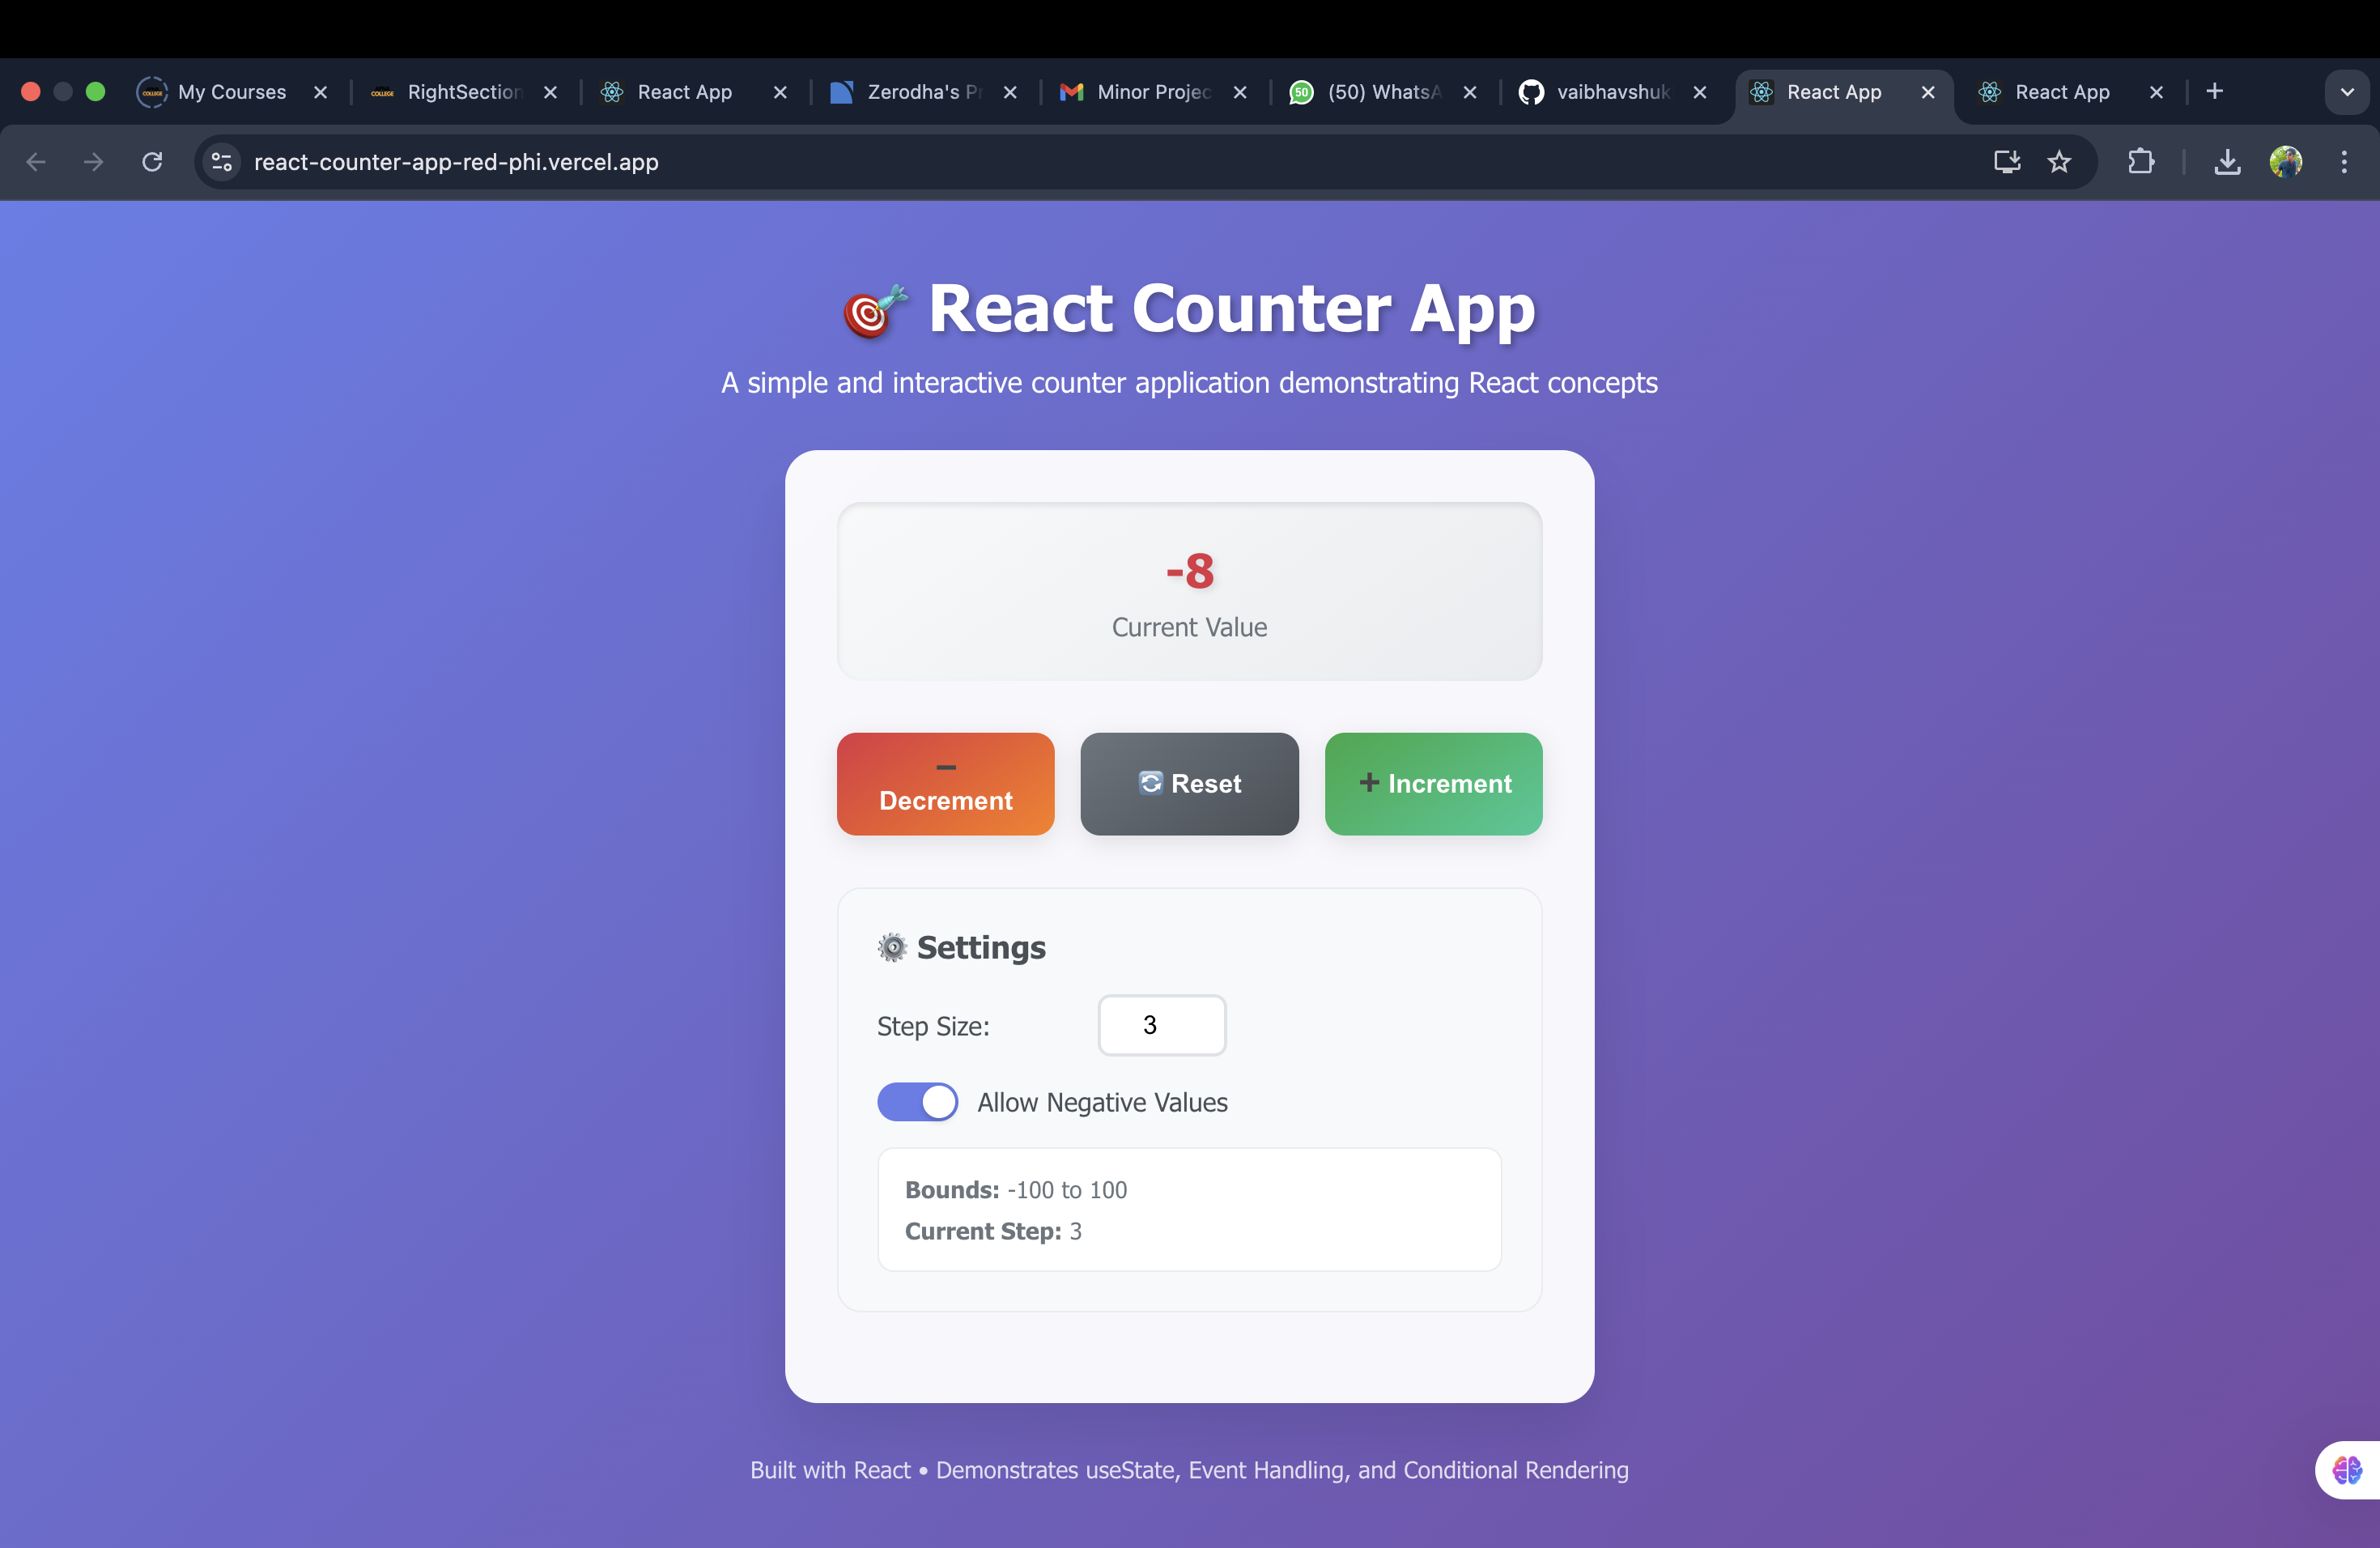 My Courses
RightSection
React App
Zerodha's Pr
Minor Projec
(50) WhatsA
vaibhavshuk
React App
React App
react-counter-app-red-phi.vercel.app
React Counter App
A simple and interactive counter application demonstrating React concepts
-8
Current Value
Decrement
Reset
Increment
Settings
Step Size: 3
Allow Negative Values
Bounds: -100 to 100
Current Step: 3
Built with React • Demonstrates useState, Event Handling, and Conditional Rendering